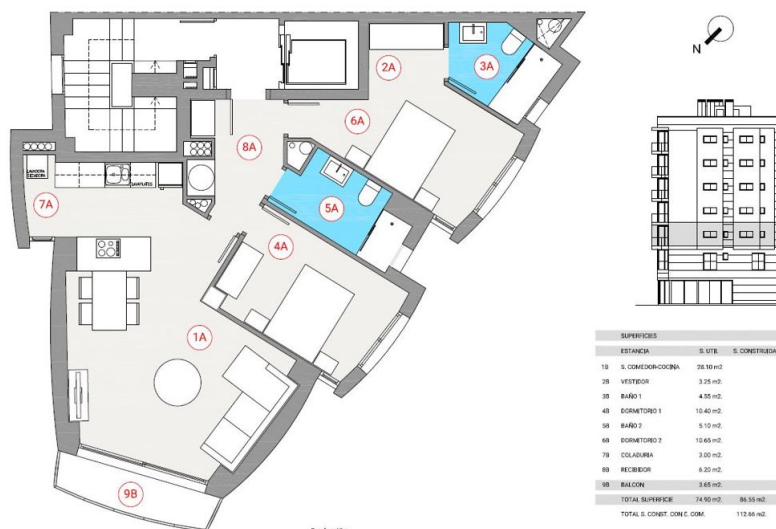 N
2A
3A
6A
8A
5A
7A
4A
1A
9B
SUPERFICIES
ESTANCIA S. UTIL S. CONSTRUIDA
1B S. COMEDOR-COCINA 28.10 m2
2B VESTIDOR 3.25 m2.
3B BAÑO 1 4.55 m2.
4B DORMITORIO 1 10.40 m2.
5B BAÑO 2 5.10 m2.
6B DORMITORIO 2 10.65 m2.
7B COLADURIA 3.00 m2.
8B RECIBIDOR 6.20 m2.
9B BALCON 3.65 m2.
TOTAL SUPERFICIE 74.90 m2. 86.55 m2.
TOTAL S. CONST. CON E. COM. 112.66 m2.